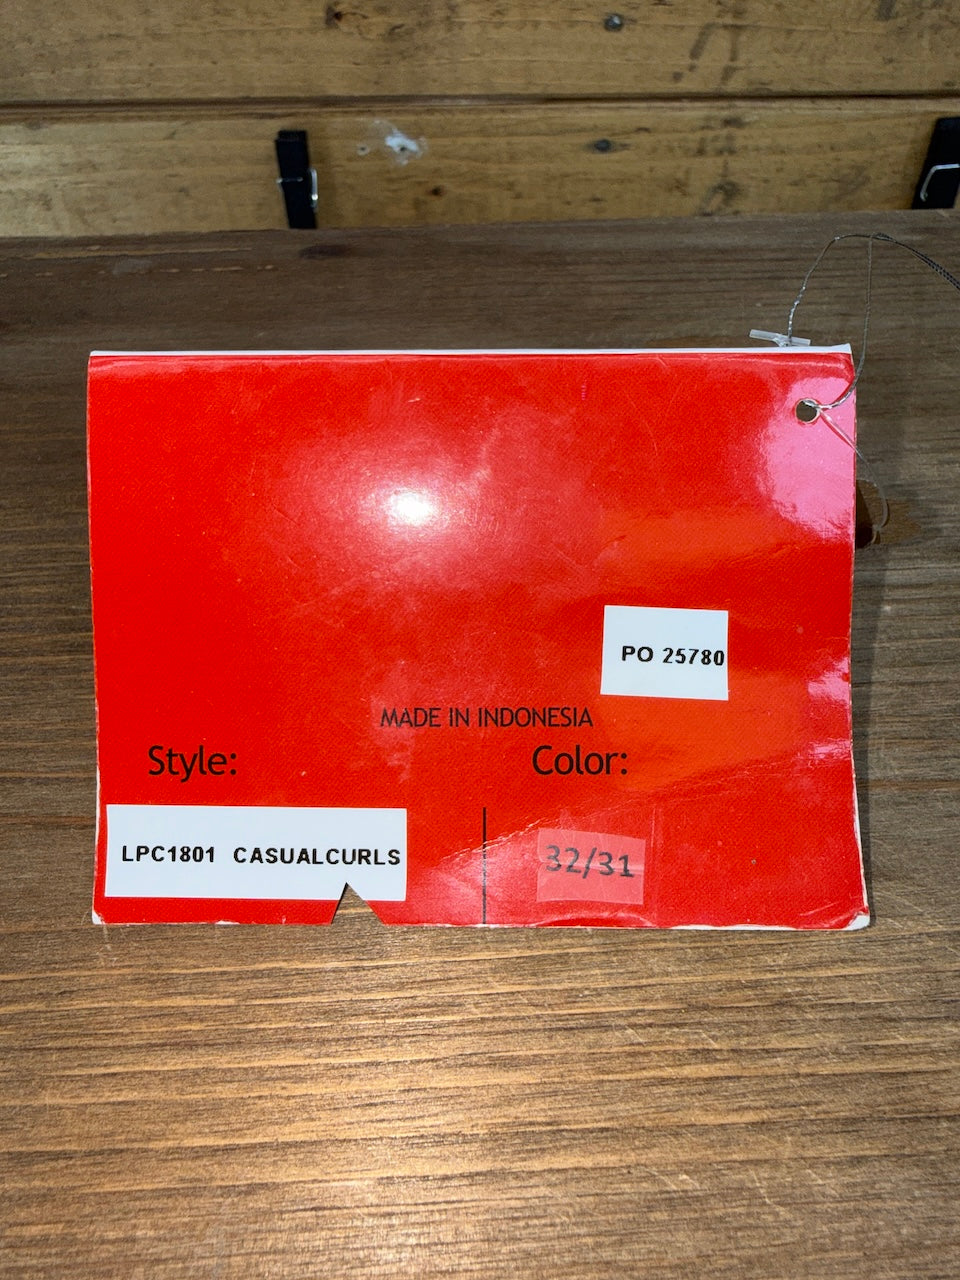 PO 25780
MADE IN INDONESIA
Style: Color:
LPC1801 CASUALCURLS
32/31